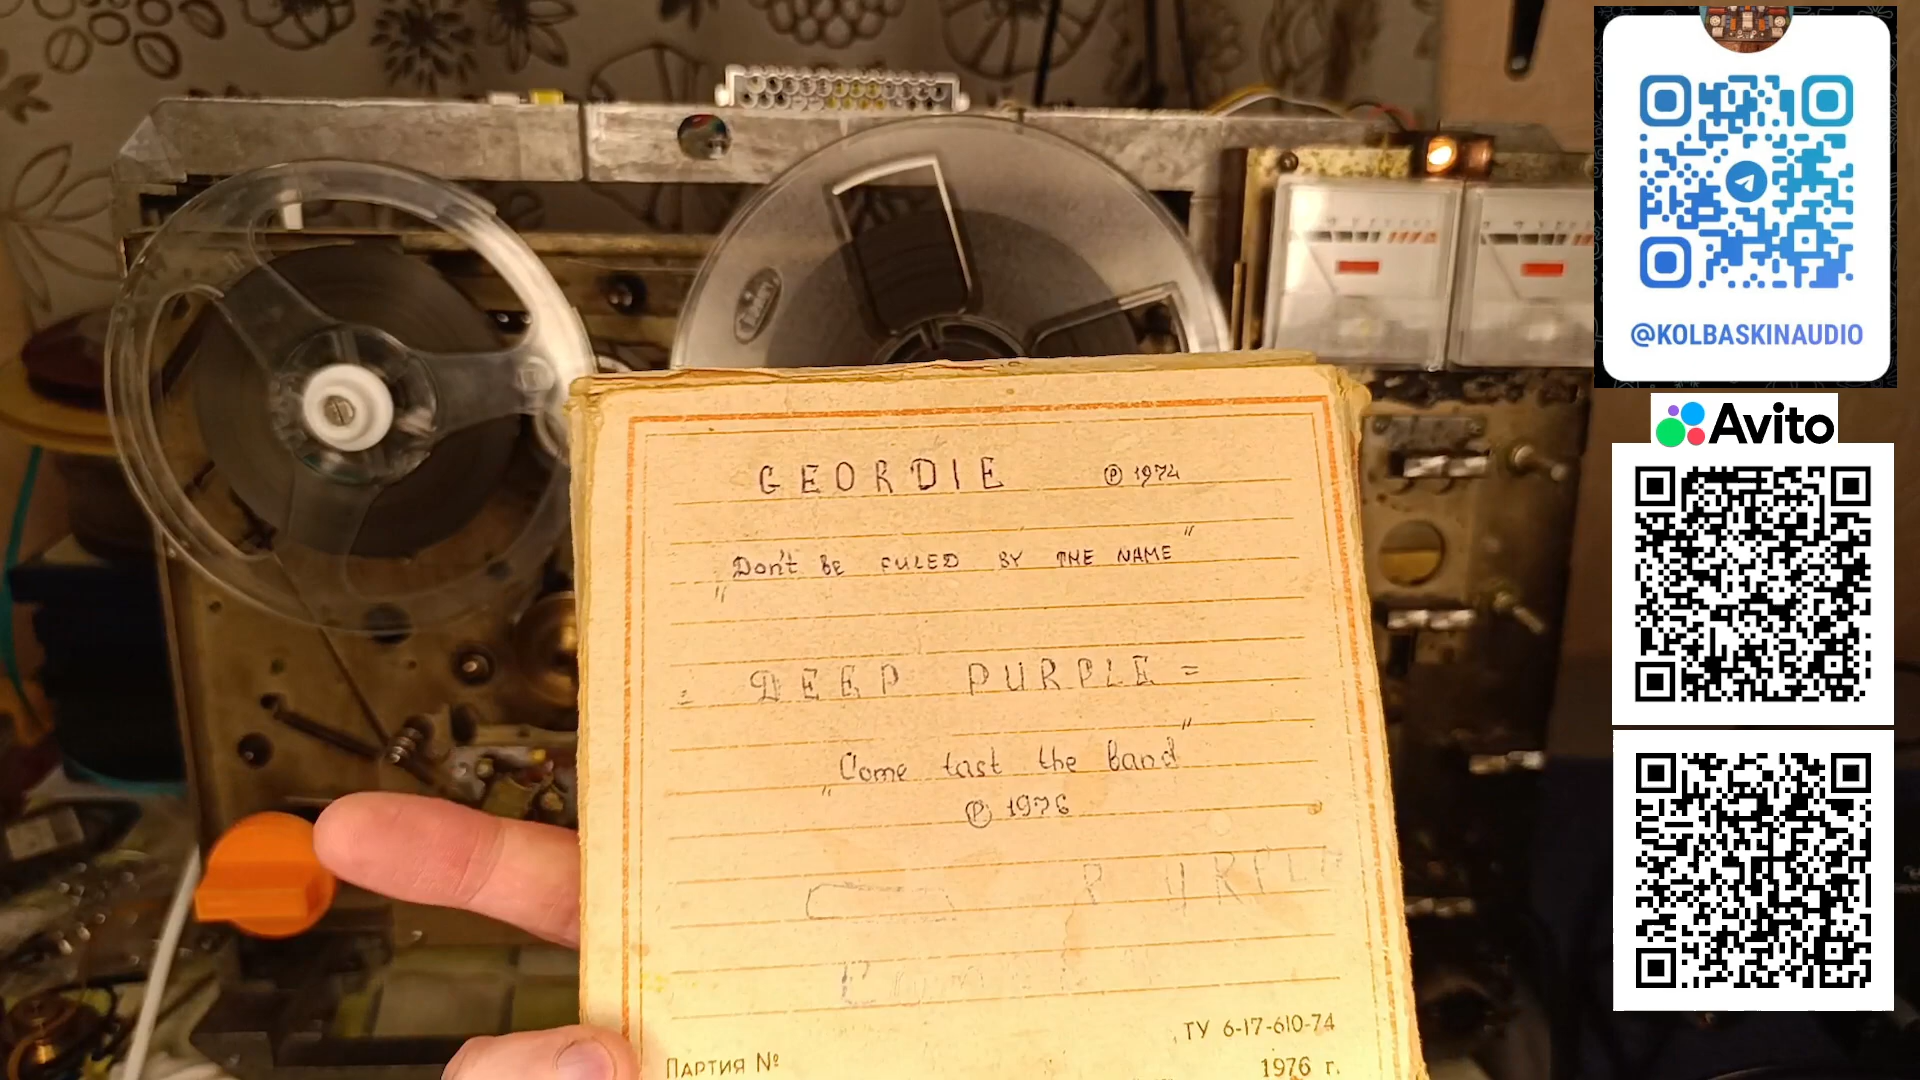 GEORDIE ℗ 1974
"Don't BE FULED BY THE NAME"
= DEEP PURPLE =
"Come tast the band"
℗ 1976
ТУ 6-17-610-74
Партия №
1976 г.
@KOLBASKINAUDIO
Avito